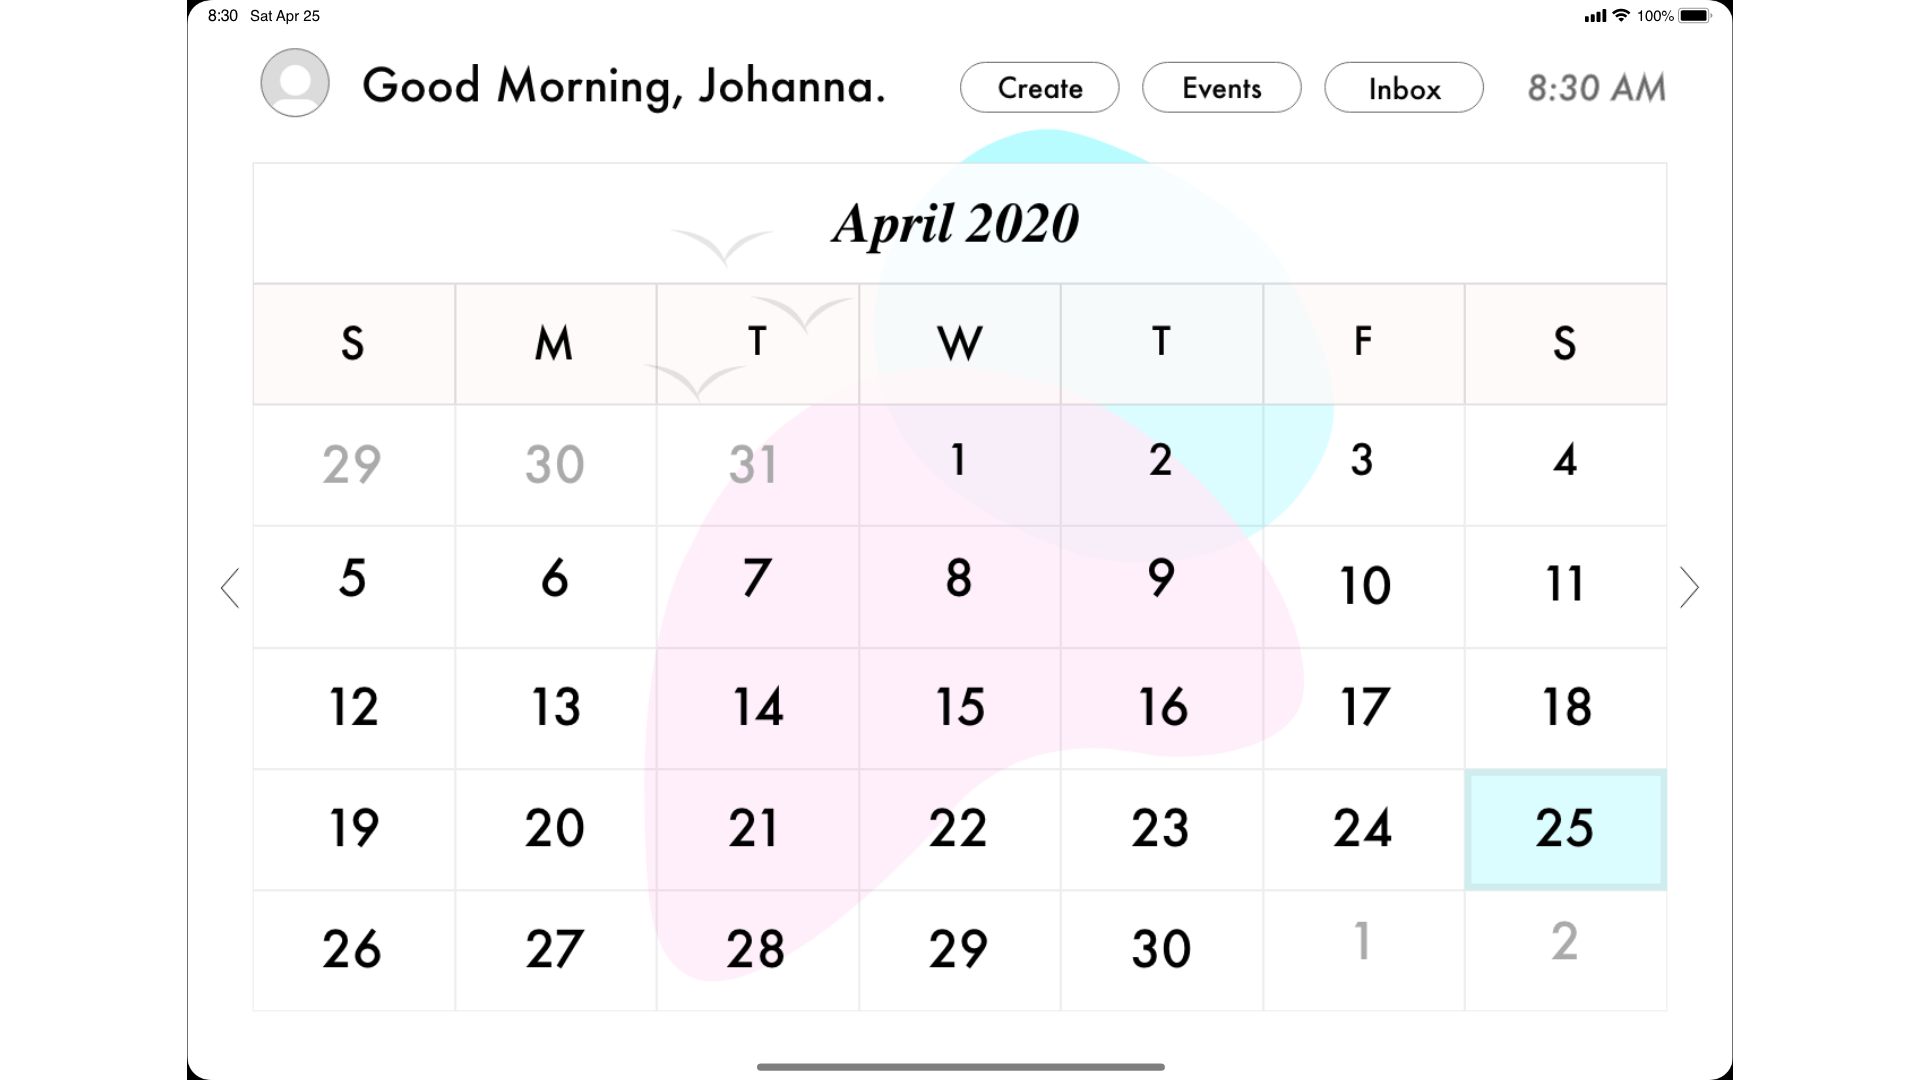 8:30 Sat Apr 25 100%
Good Morning, Johanna. Create Events Inbox 8:30 AM
April 2020
S M T W T F S
29 30 31 1 2 3 4
5 6 7 8 9 10 11
12 13 14 15 16 17 18
19 20 21 22 23 24 25
26 27 28 29 30 1 2